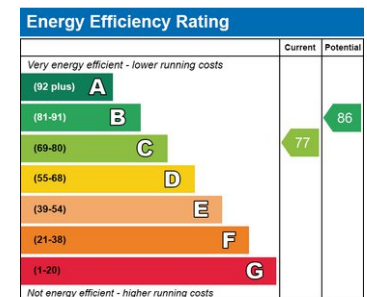 Energy Efficiency Rating
Current Potential
Very energy efficient - lower running costs
(92 plus) A
(81-91) B
86
(69-80) C
77
(55-68) D
(39-54) E
(21-38) F
(1-20) G
Not energy efficient - higher running costs